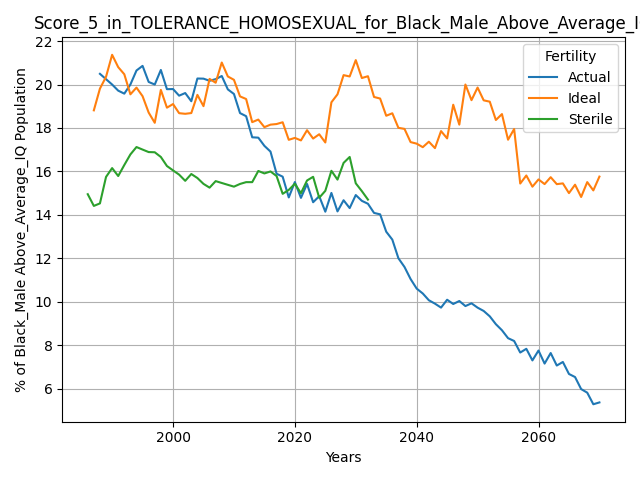 Score_5_in_TOLERANCE_HOMOSEXUAL_for_Black_Male_Above_Average_I
% of Black_Male Above_Average_IQ Population
22
20
18
16
14
12
10
8
6
2000
2020
2040
2060
Years
Fertility
Actual
Ideal
Sterile